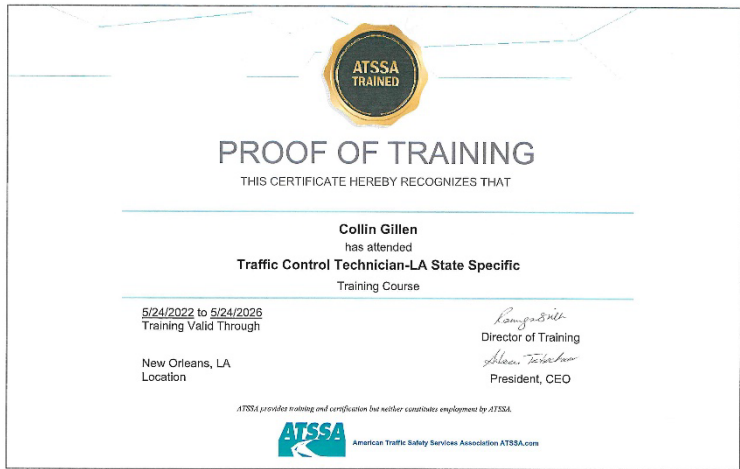 ATSSA
TRAINED
PROOF OF TRAINING
THIS CERTIFICATE HEREBY RECOGNIZES THAT
Collin Gillen
has attended
Traffic Control Technician-LA State Specific
Training Course
5/24/2022 to 5/24/2026
Training Valid Through
Director of Training
New Orleans, LA
Location
President, CEO
ATSSA provides training and certification but neither constitutes employment by ATSSA.
ATSSA
American Traffic Safety Services Association ATSSA.com